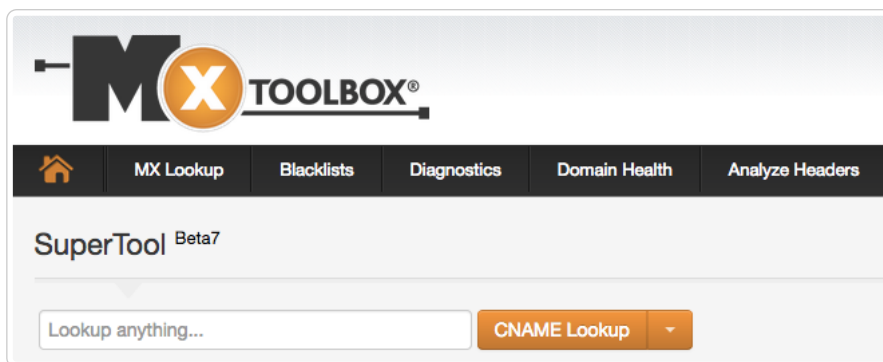 MX TOOLBOX®
MX Lookup Blacklists Diagnostics Domain Health Analyze Headers
SuperTool Beta7
Lookup anything... CNAME Lookup